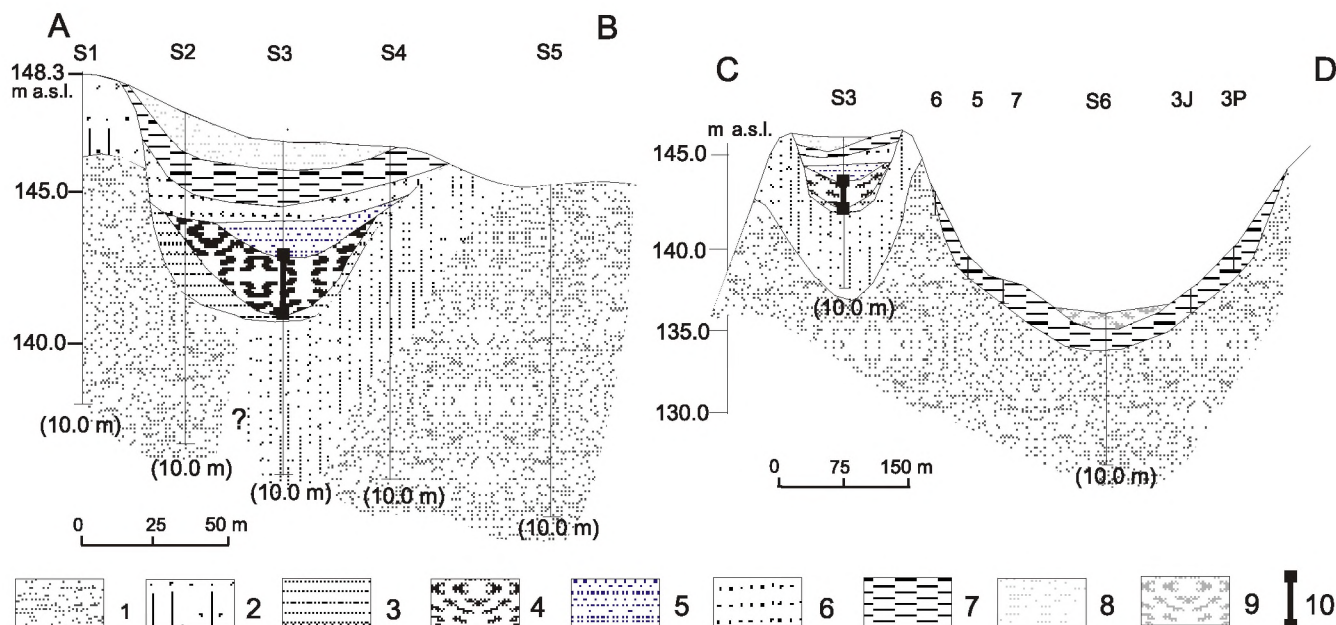 A B
S1 S2 S3 S4 S5
148.3
m a.s.l.
145.0
140.0
?
(10.0 m)
(10.0 m)
(10.0 m)
(10.0 m)
(10.0 m)
0 25 50 m
C D
S3 6 5 7 S6 3J 3P
m a.s.l.
145.0
140.0
135.0
130.0
(10.0 m)
(10.0 m)
0 75 150 m
1 2 3 4 5 6 7 8 9 10